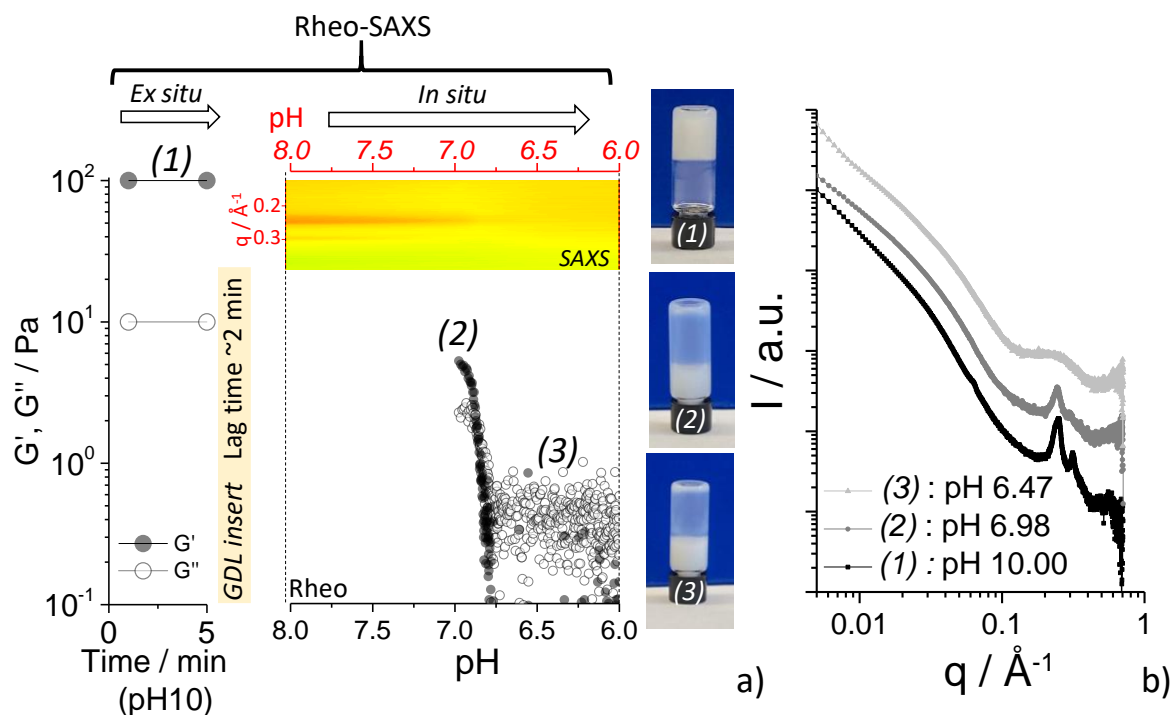 Rheo-SAXS
Ex situ
In situ
pH
8.0 7.5 7.0 6.5 6.0
(1)
10²
10¹
10⁰
10⁻¹
G', G'' / Pa
q / Å⁻¹
0.2
0.3
SAXS
GDL insert Lag time ~2 min
(2)
(3)
G'
G''
Rheo
0 5
Time / min
(pH10)
8.0 7.5 7.0 6.5 6.0
pH
(1)
(2)
(3)
a)
I / a.u.
(3) : pH 6.47
(2) : pH 6.98
(1) : pH 10.00
0.01 0.1 1
q / Å⁻¹
b)